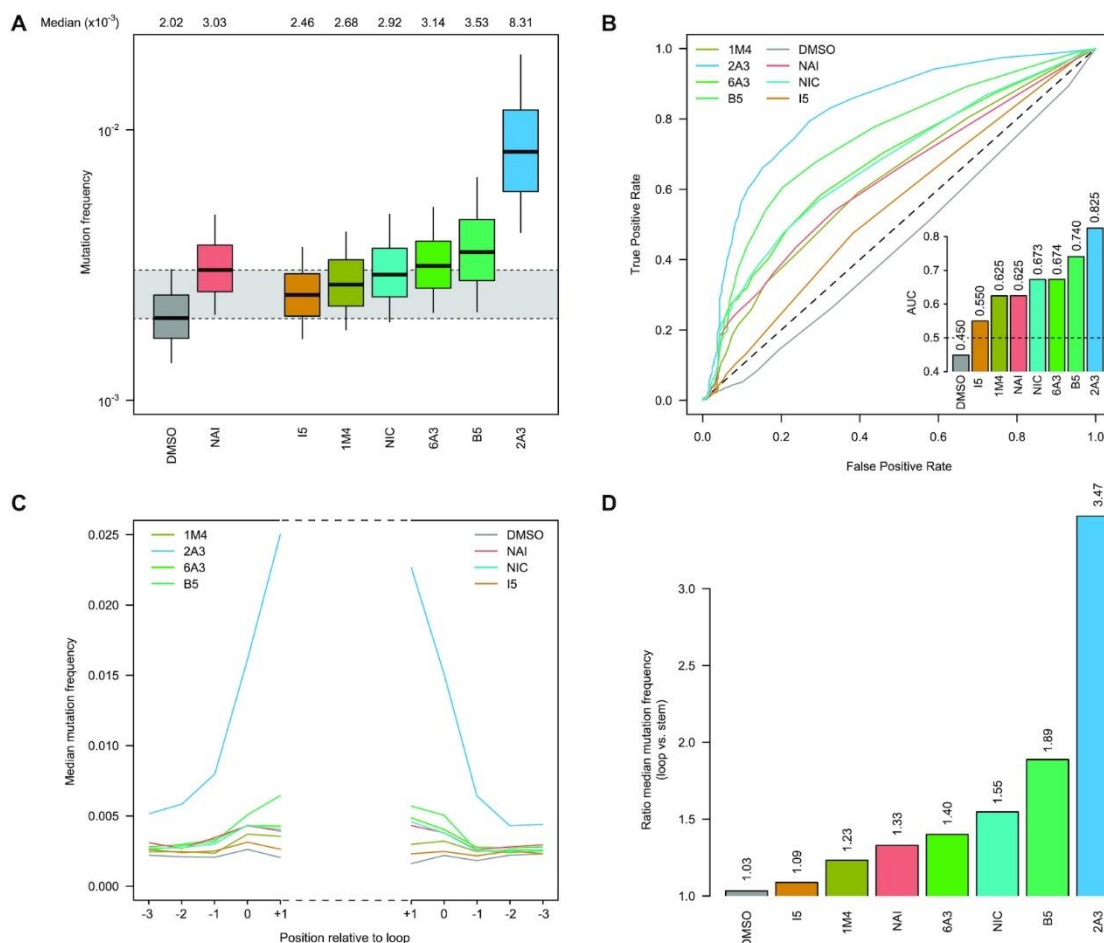 A
Median (x10-3) 2.02 3.03 2.46 2.68 2.92 3.14 3.53 8.31
Mutation frequency
10-2
10-3
DMSO NAI I5 1M4 NIC 6A3 B5 2A3
B
True Positive Rate
1.0
0.8
0.6
0.4
0.2
0.0
1M4 DMSO
2A3 NAI
6A3 NIC
B5 I5
AUC
0.8
0.7
0.6
0.5
0.4
0.450 0.550 0.625 0.625 0.673 0.674 0.740 0.825
DMSO I5 1M4 NAI NIC 6A3 B5 2A3
0.0 0.2 0.4 0.6 0.8 1.0
False Positive Rate
C
Median mutation frequency
0.025
0.020
0.015
0.010
0.005
0.000
1M4 DMSO
2A3 NAI
6A3 NIC
B5 I5
-3 -2 -1 0 +1 +1 0 -1 -2 -3
Position relative to loop
D
Ratio median mutation frequency
(loop vs. stem)
3.0
2.5
2.0
1.5
1.0
1.03 1.09 1.23 1.33 1.40 1.55 1.89 3.47
DMSO I5 1M4 NAI 6A3 NIC B5 2A3